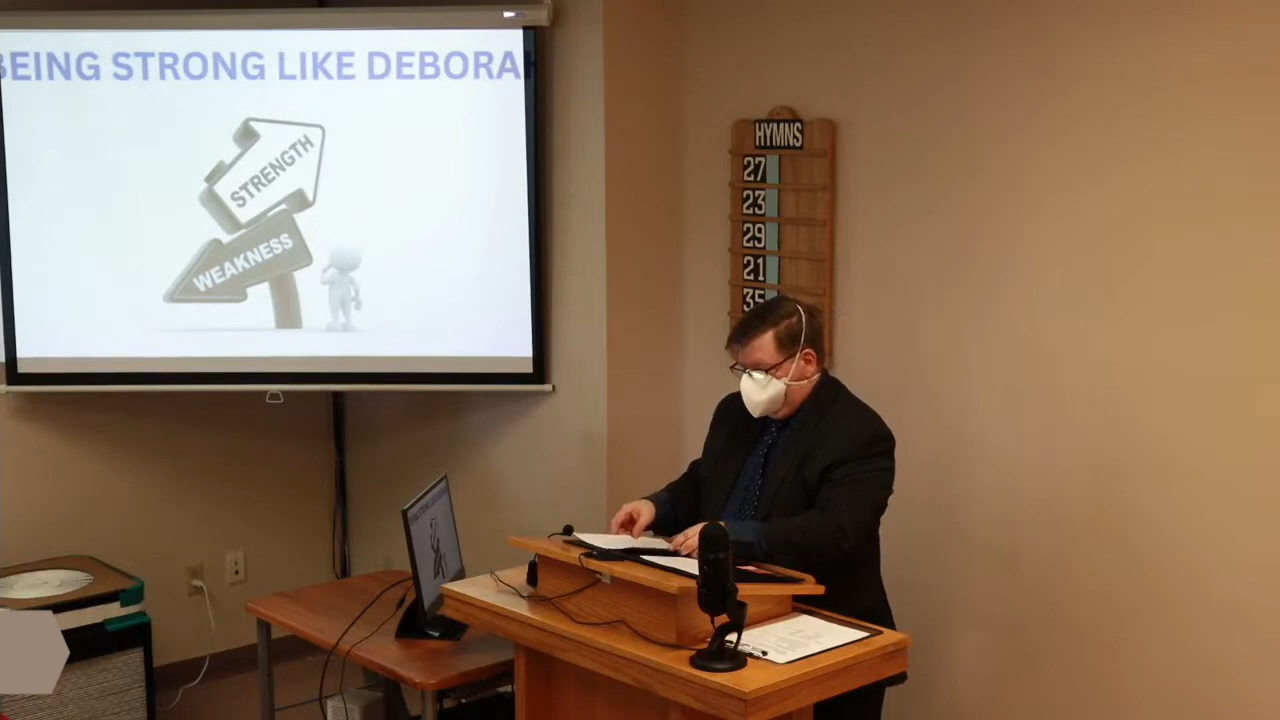 BEING STRONG LIKE DEBORA
STRENGTH
WEAKNESS
HYMNS
27
23
29
21
35